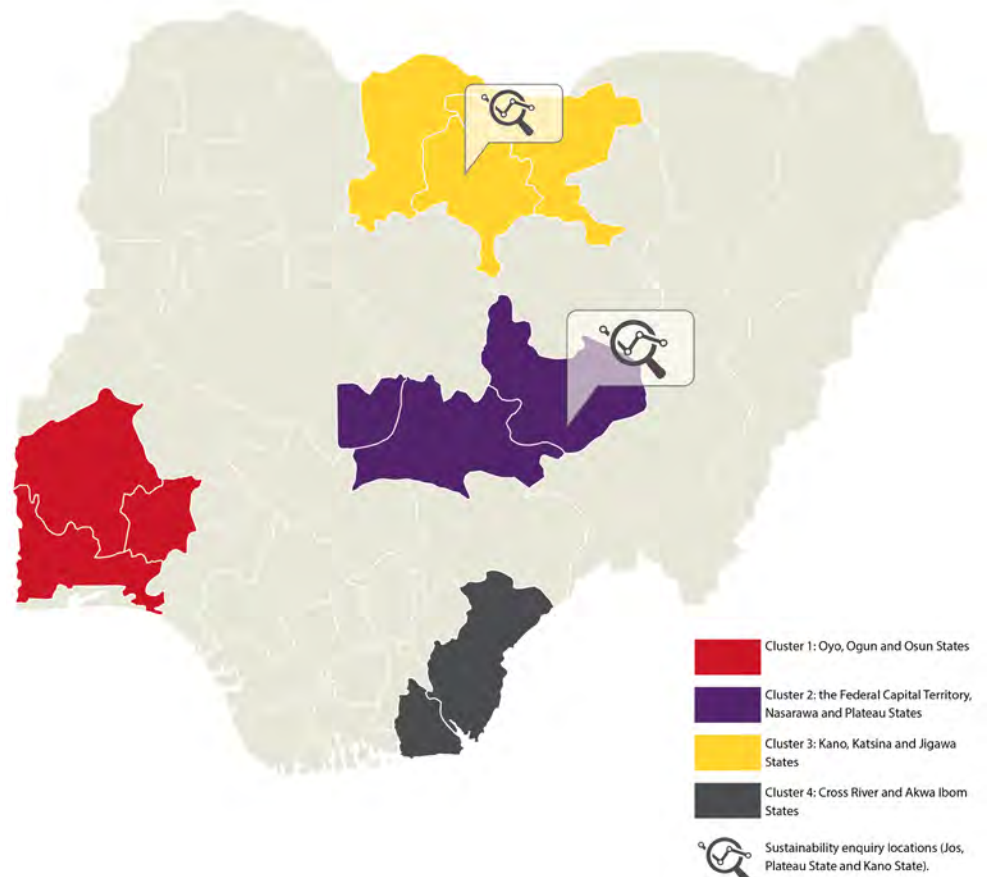 Cluster 1: Oyo, Ogun and Osun States
Cluster 2: the Federal Capital Territory,
Nasarawa and Plateau States
Cluster 3: Kano, Katsina and Jigawa
States
Cluster 4: Cross River and Akwa Ibom
States
Sustainability enquiry locations (Jos,
Plateau State and Kano State).